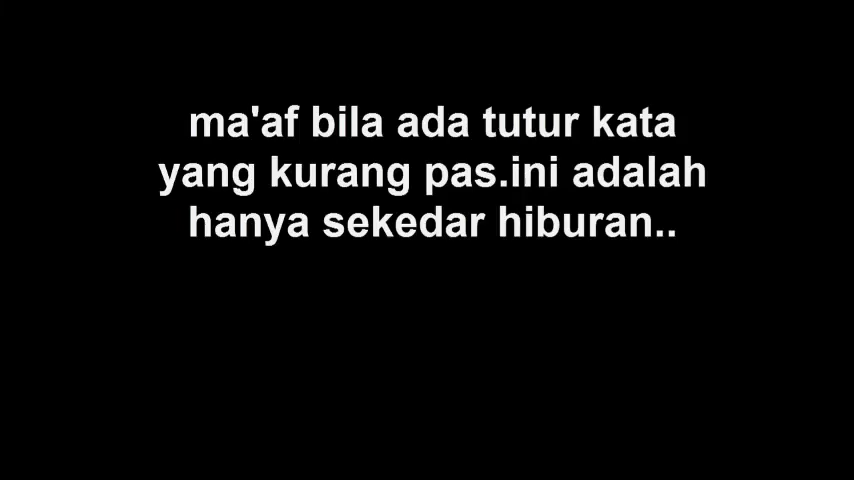 ma'af bila ada tutur kata
yang kurang pas.ini adalah
hanya sekedar hiburan..